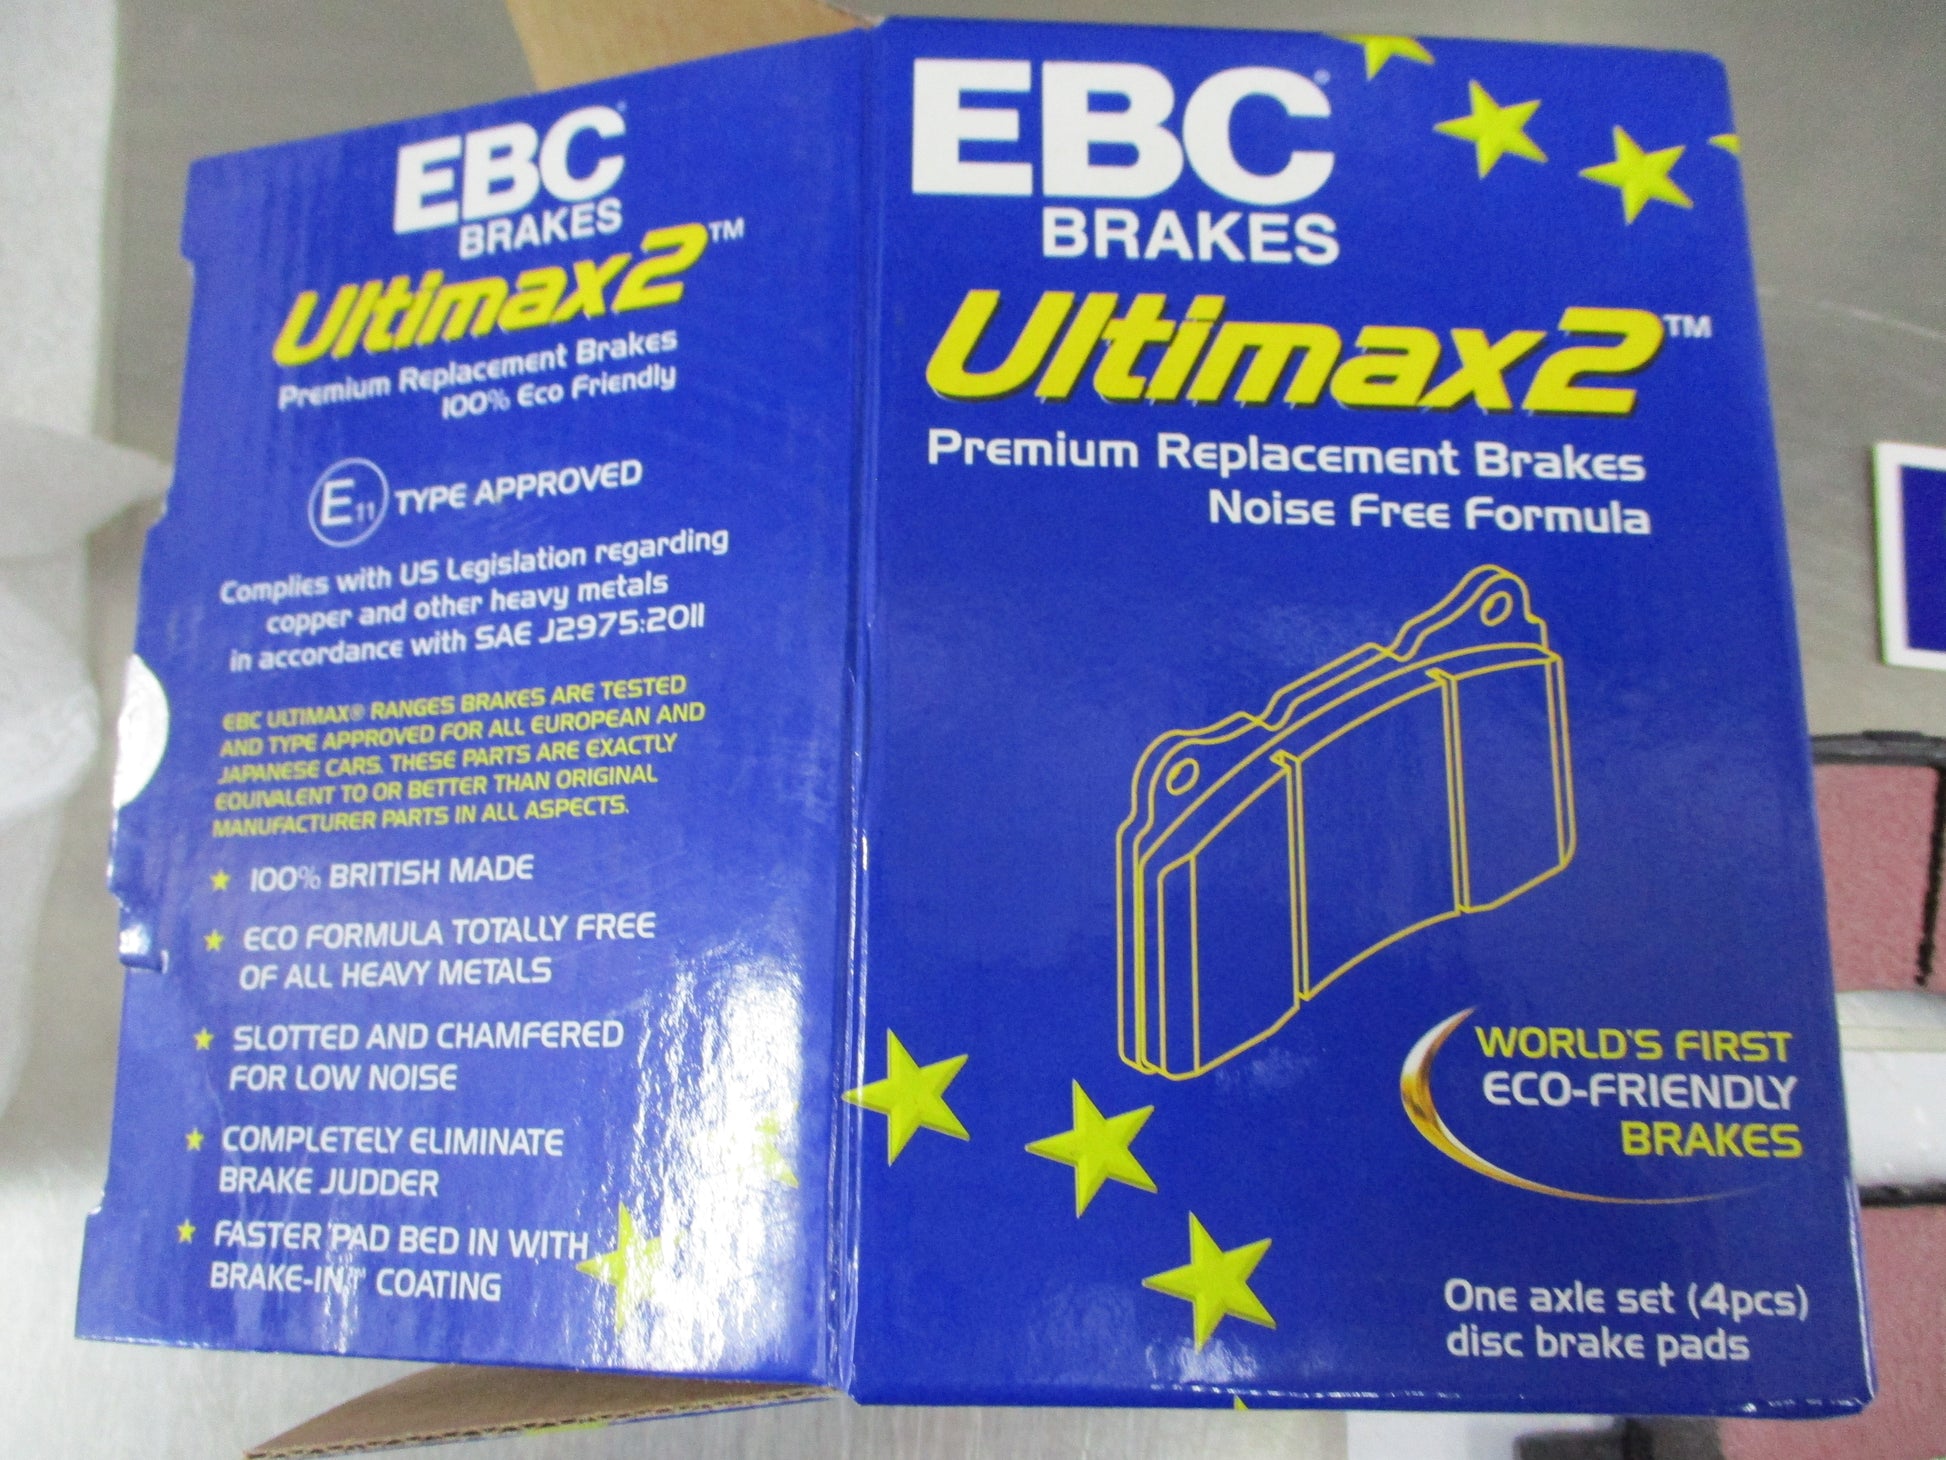 EBC®
BRAKES
Ultimax2™
Premium Replacement Brakes
100% Eco Friendly
E11 TYPE APPROVED
Complies with US Legislation regarding
copper and other heavy metals
in accordance with SAE J2975:2011
EBC ULTIMAX® RANGES BRAKES ARE TESTED
AND TYPE APPROVED FOR ALL EUROPEAN AND
JAPANESE CARS. THESE PARTS ARE EXACTLY
EQUIVALENT TO OR BETTER THAN ORIGINAL
MANUFACTURER PARTS IN ALL ASPECTS.
100% BRITISH MADE
ECO FORMULA TOTALLY FREE
OF ALL HEAVY METALS
SLOTTED AND CHAMFERED
FOR LOW NOISE
COMPLETELY ELIMINATE
BRAKE JUDDER
FASTER PAD BED IN WITH
BRAKE-IN™ COATING
EBC®
BRAKES
Ultimax2™
Premium Replacement Brakes
Noise Free Formula
WORLD'S FIRST
ECO-FRIENDLY
BRAKES
One axle set (4pcs)
disc brake pads